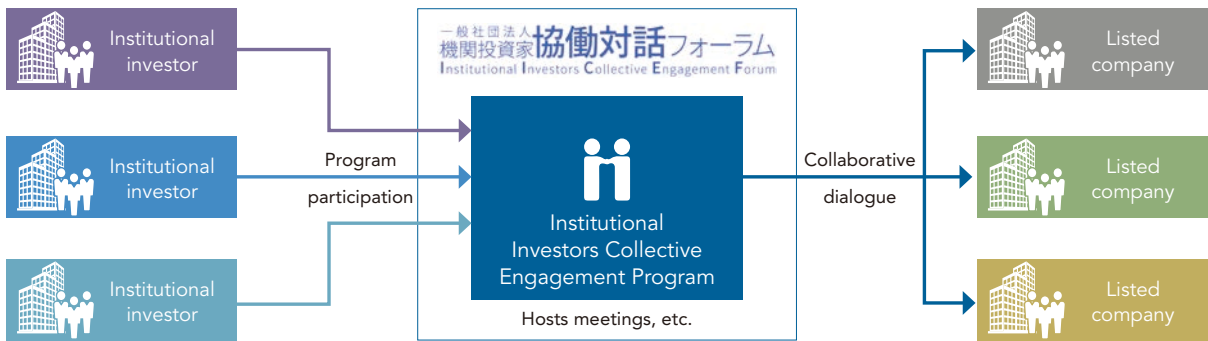 Institutional
investor
Institutional
investor
Institutional
investor
Program
participation
一般社団法人
機関投資家協働対話フォーラム
Institutional Investors Collective Engagement Forum
Institutional
Investors Collective
Engagement Program
Hosts meetings, etc.
Collaborative
dialogue
Listed
company
Listed
company
Listed
company